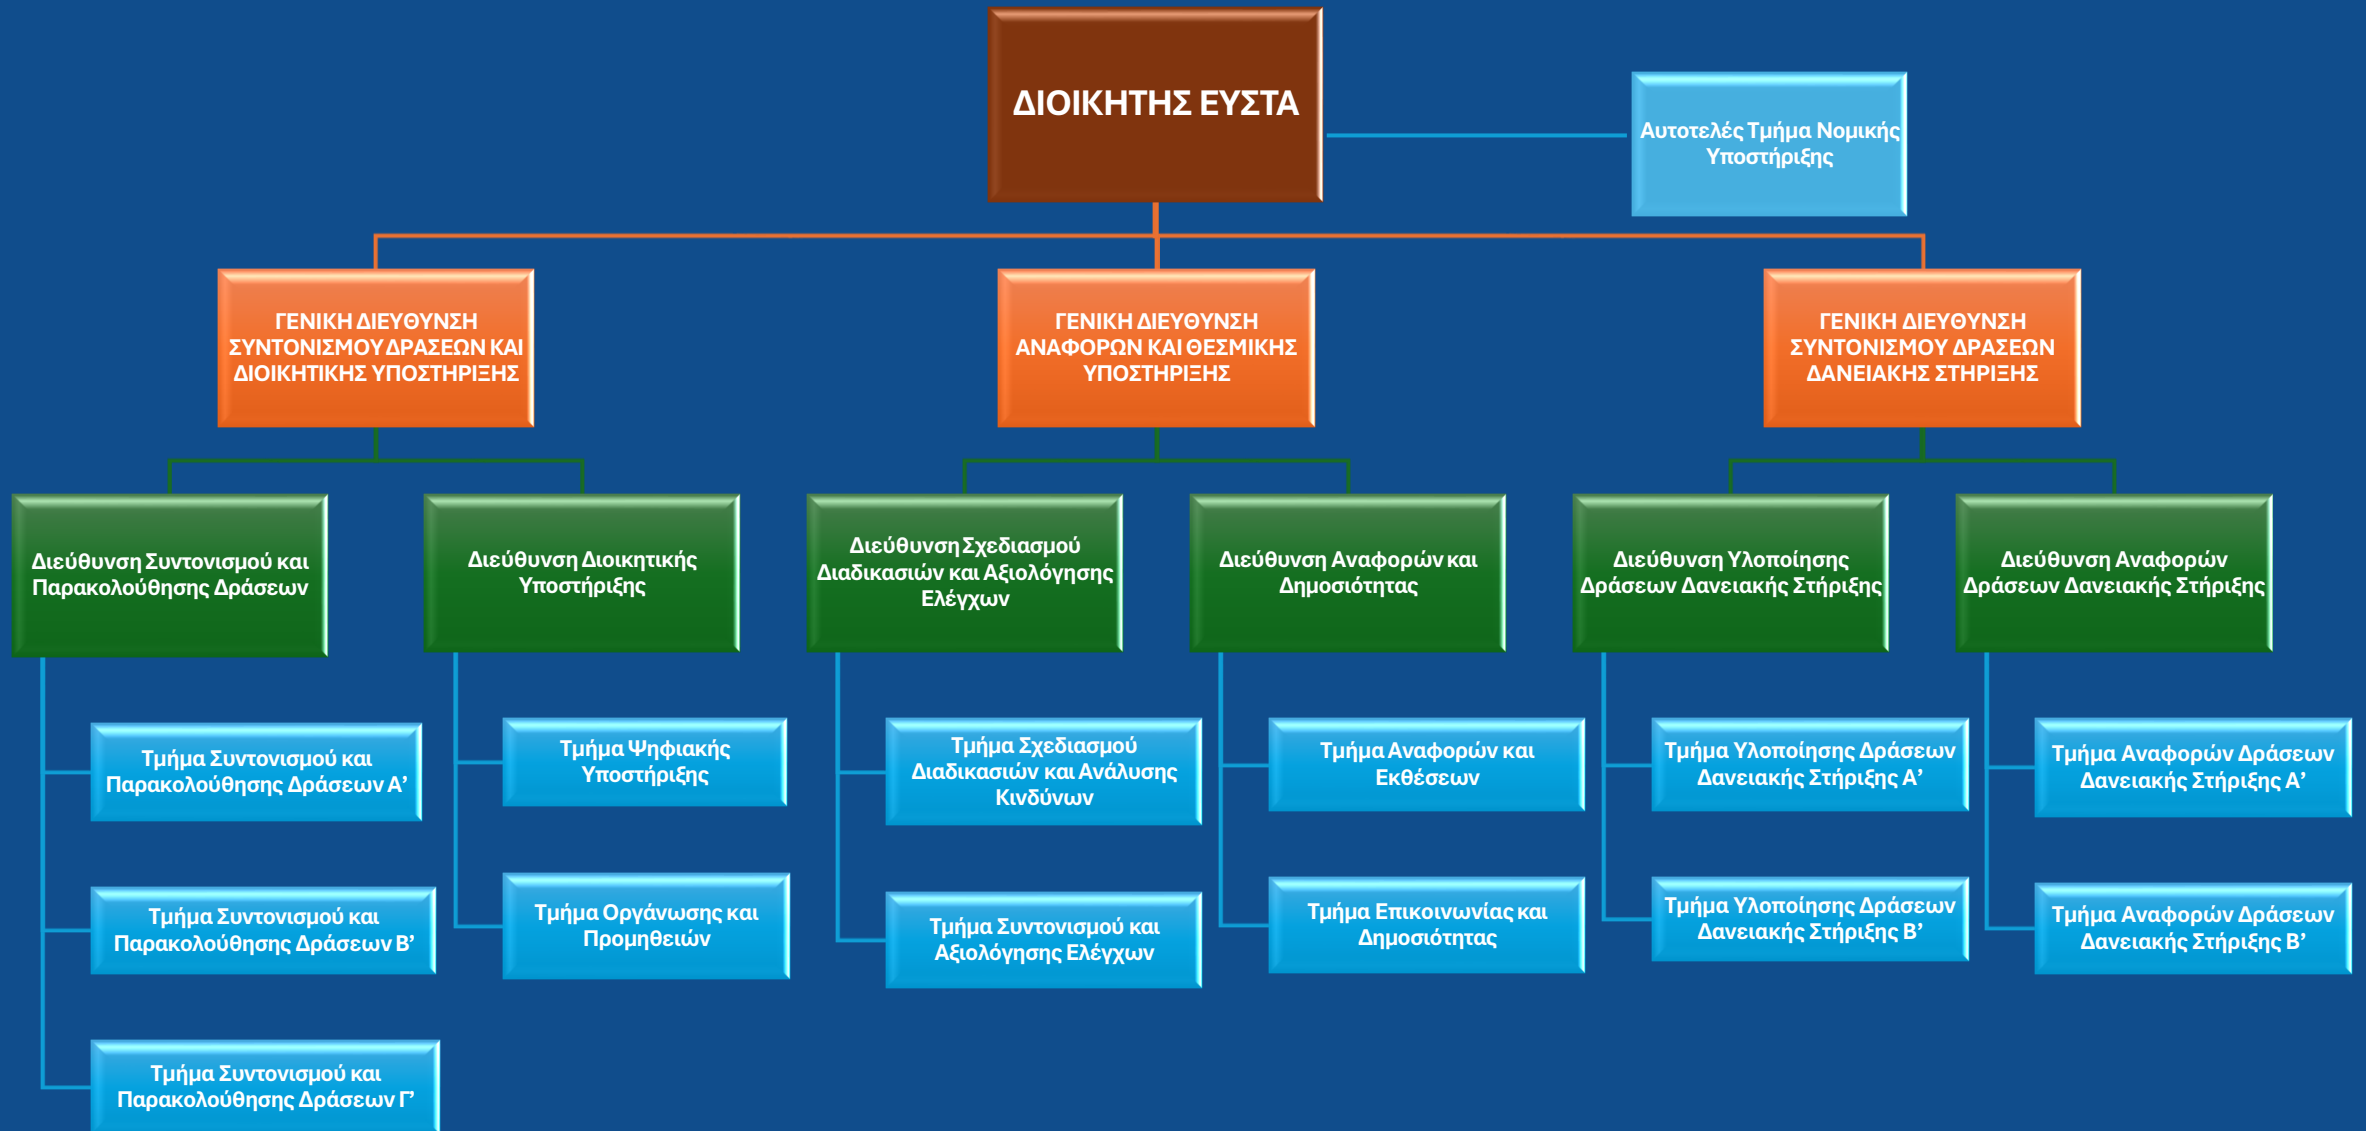 ΔΙΟΙΚΗΤΗΣ ΕΥΣΤΑ
Αυτοτελές Τμήμα Νομικής
Υποστήριξης
ΓΕΝΙΚΗ ΔΙΕΥΘΥΝΣΗ
ΣΥΝΤΟΝΙΣΜΟΥ ΔΡΑΣΕΩΝ ΚΑΙ
ΔΙΟΙΚΗΤΙΚΗΣ ΥΠΟΣΤΗΡΙΞΗΣ
ΓΕΝΙΚΗ ΔΙΕΥΘΥΝΣΗ
ΑΝΑΦΟΡΩΝ ΚΑΙ ΘΕΣΜΙΚΗΣ
ΥΠΟΣΤΗΡΙΞΗΣ
ΓΕΝΙΚΗ ΔΙΕΥΘΥΝΣΗ
ΣΥΝΤΟΝΙΣΜΟΥ ΔΡΑΣΕΩΝ
ΔΑΝΕΙΑΚΗΣ ΣΤΗΡΙΞΗΣ
Διεύθυνση Συντονισμού και
Παρακολούθησης Δράσεων
Διεύθυνση Διοικητικής
Υποστήριξης
Διεύθυνση Σχεδιασμού
Διαδικασιών και Αξιολόγησης
Ελέγχων
Διεύθυνση Αναφορών και
Δημοσιότητας
Διεύθυνση Υλοποίησης
Δράσεων Δανειακής Στήριξης
Διεύθυνση Αναφορών
Δράσεων Δανειακής Στήριξης
Τμήμα Συντονισμού και
Παρακολούθησης Δράσεων Α’
Τμήμα Ψηφιακής
Υποστήριξης
Τμήμα Σχεδιασμού
Διαδικασιών και Ανάλυσης
Κινδύνων
Τμήμα Αναφορών και
Εκθέσεων
Τμήμα Υλοποίησης Δράσεων
Δανειακής Στήριξης Α’
Τμήμα Αναφορών Δράσεων
Δανειακής Στήριξης Α’
Τμήμα Συντονισμού και
Παρακολούθησης Δράσεων Β’
Τμήμα Οργάνωσης και
Προμηθειών
Τμήμα Συντονισμού και
Αξιολόγησης Ελέγχων
Τμήμα Επικοινωνίας και
Δημοσιότητας
Τμήμα Υλοποίησης Δράσεων
Δανειακής Στήριξης Β’
Τμήμα Αναφορών Δράσεων
Δανειακής Στήριξης Β’
Τμήμα Συντονισμού και
Παρακολούθησης Δράσεων Γ’